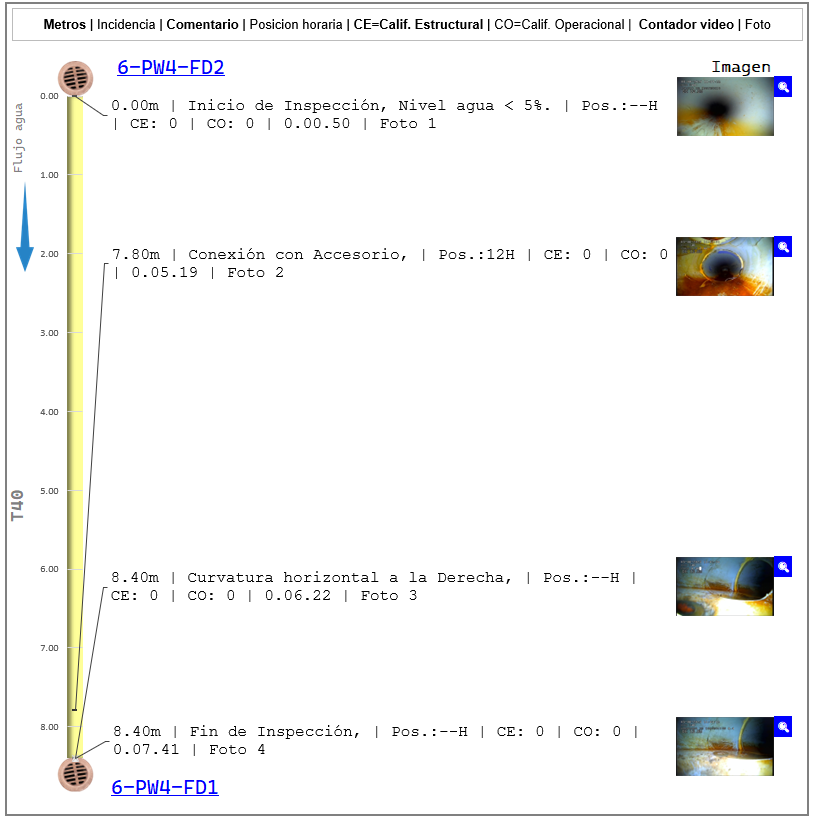 Metros | Incidencia | Comentario | Posicion horaria | CE=Calif. Estructural | CO=Calif. Operacional | Contador video | Foto
6-PW4-FD2
Imagen
0.00
0.00m | Inicio de Inspección, Nivel agua < 5%. | Pos.:--H
| CE: 0 | CO: 0 | 0.00.50 | Foto 1
Flujo agua
1.00
2.00
7.80m | Conexión con Accesorio, | Pos.:12H | CE: 0 | CO: 0
| 0.05.19 | Foto 2
3.00
4.00
5.00
T40
6.00
8.40m | Curvatura horizontal a la Derecha, | Pos.:--H |
CE: 0 | CO: 0 | 0.06.22 | Foto 3
7.00
8.00
8.40m | Fin de Inspección, | Pos.:--H | CE: 0 | CO: 0 |
0.07.41 | Foto 4
6-PW4-FD1